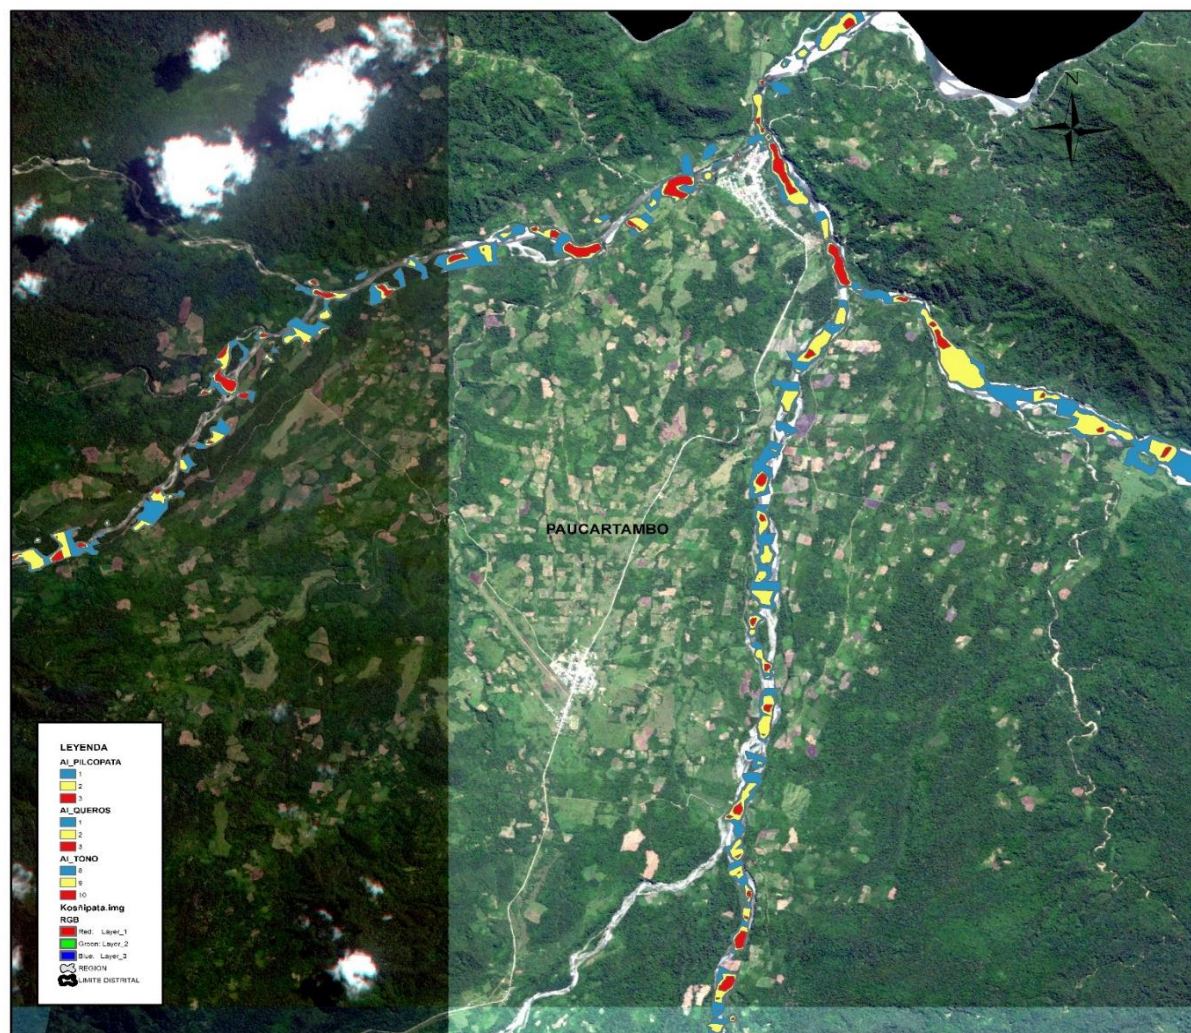 N
PAUCARTAMBO
LEYENDA
AI_PILCOPATA
1
2
3
AI_QUEROS
1
2
3
AI_TONO
8
9
10
Kosñipata.img
RGB
Red: Layer_1
Green: Layer_2
Blue: Layer_3
REGION
LIMITE DISTRITAL